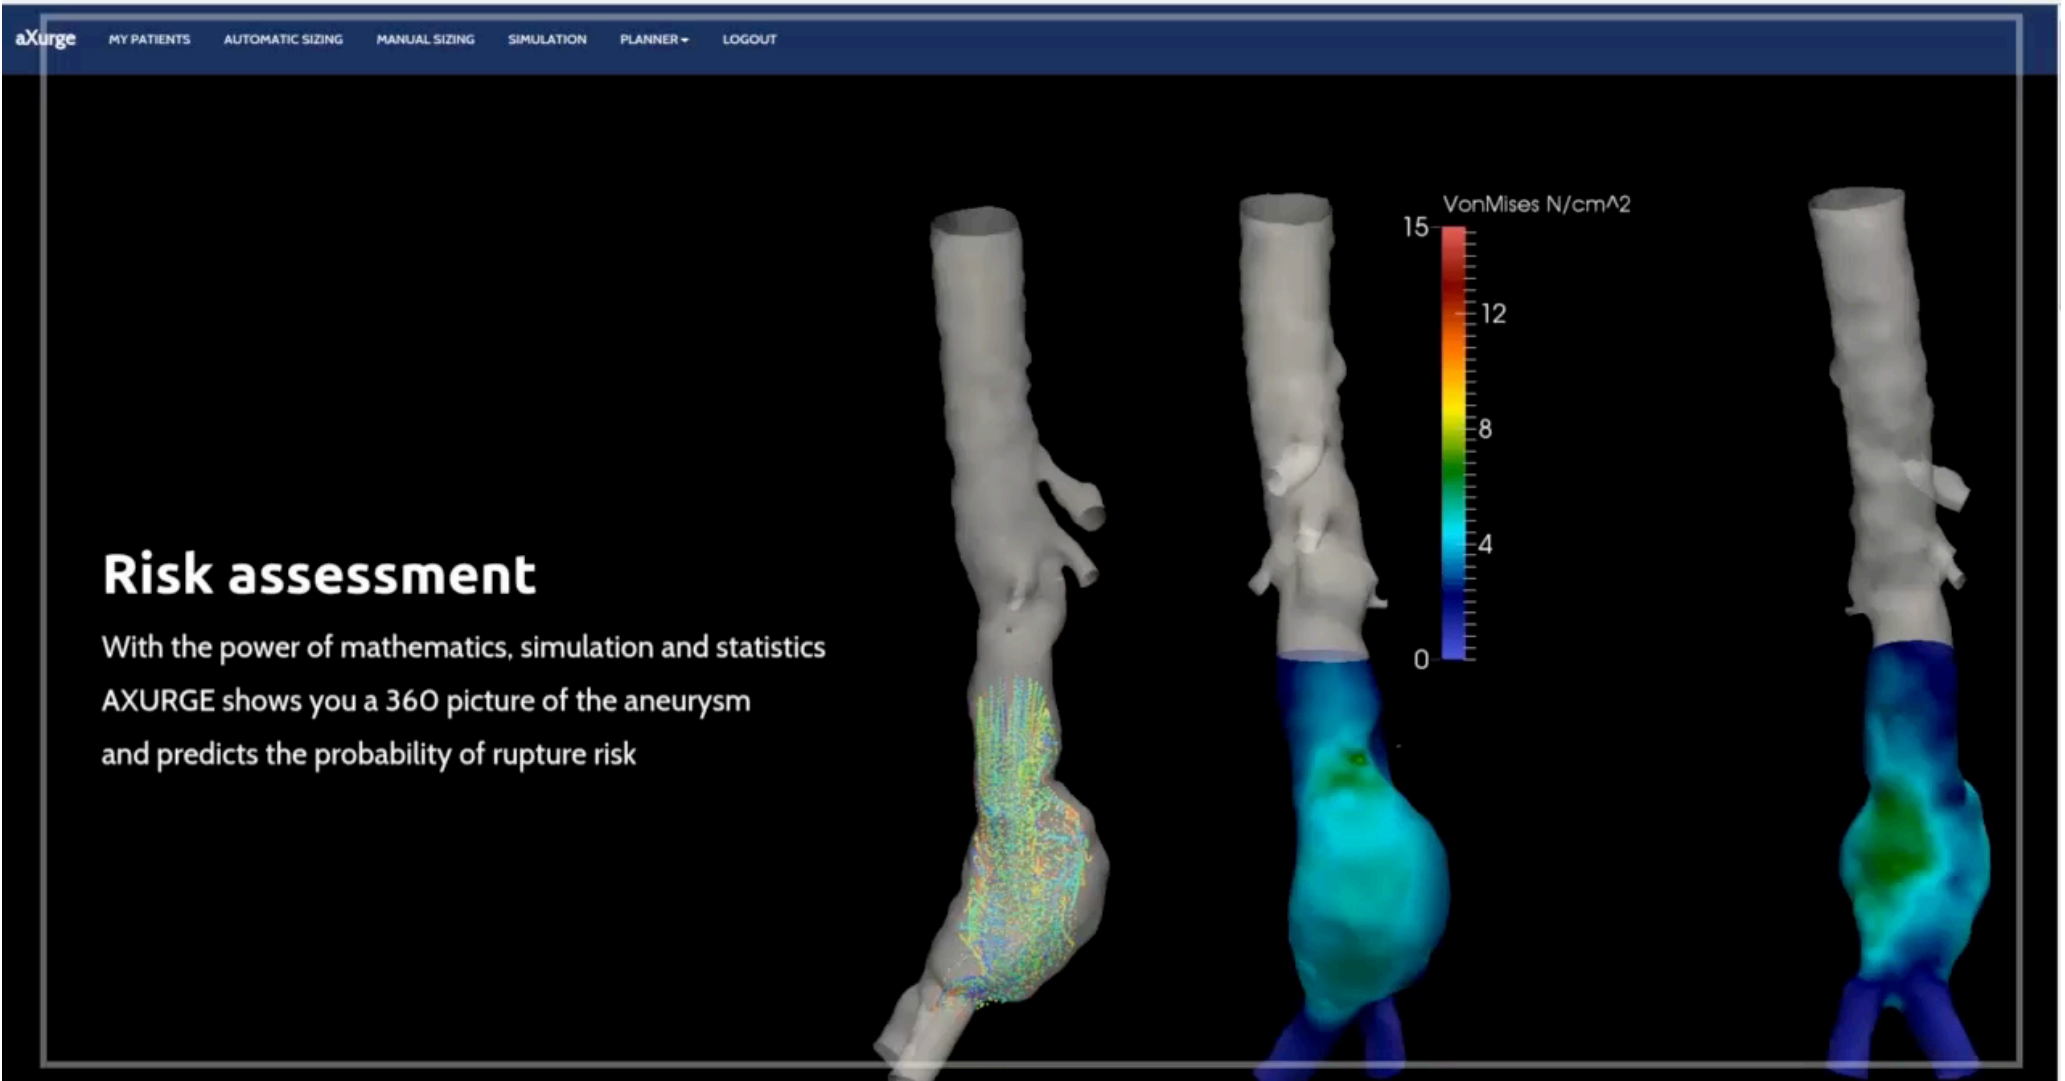 aXurge MY PATIENTS AUTOMATIC SIZING MANUAL SIZING SIMULATION PLANNER LOGOUT
VonMises N/cm^2
15
12
8
4
0
Risk assessment
With the power of mathematics, simulation and statistics
AXURGE shows you a 360 picture of the aneurysm
and predicts the probability of rupture risk